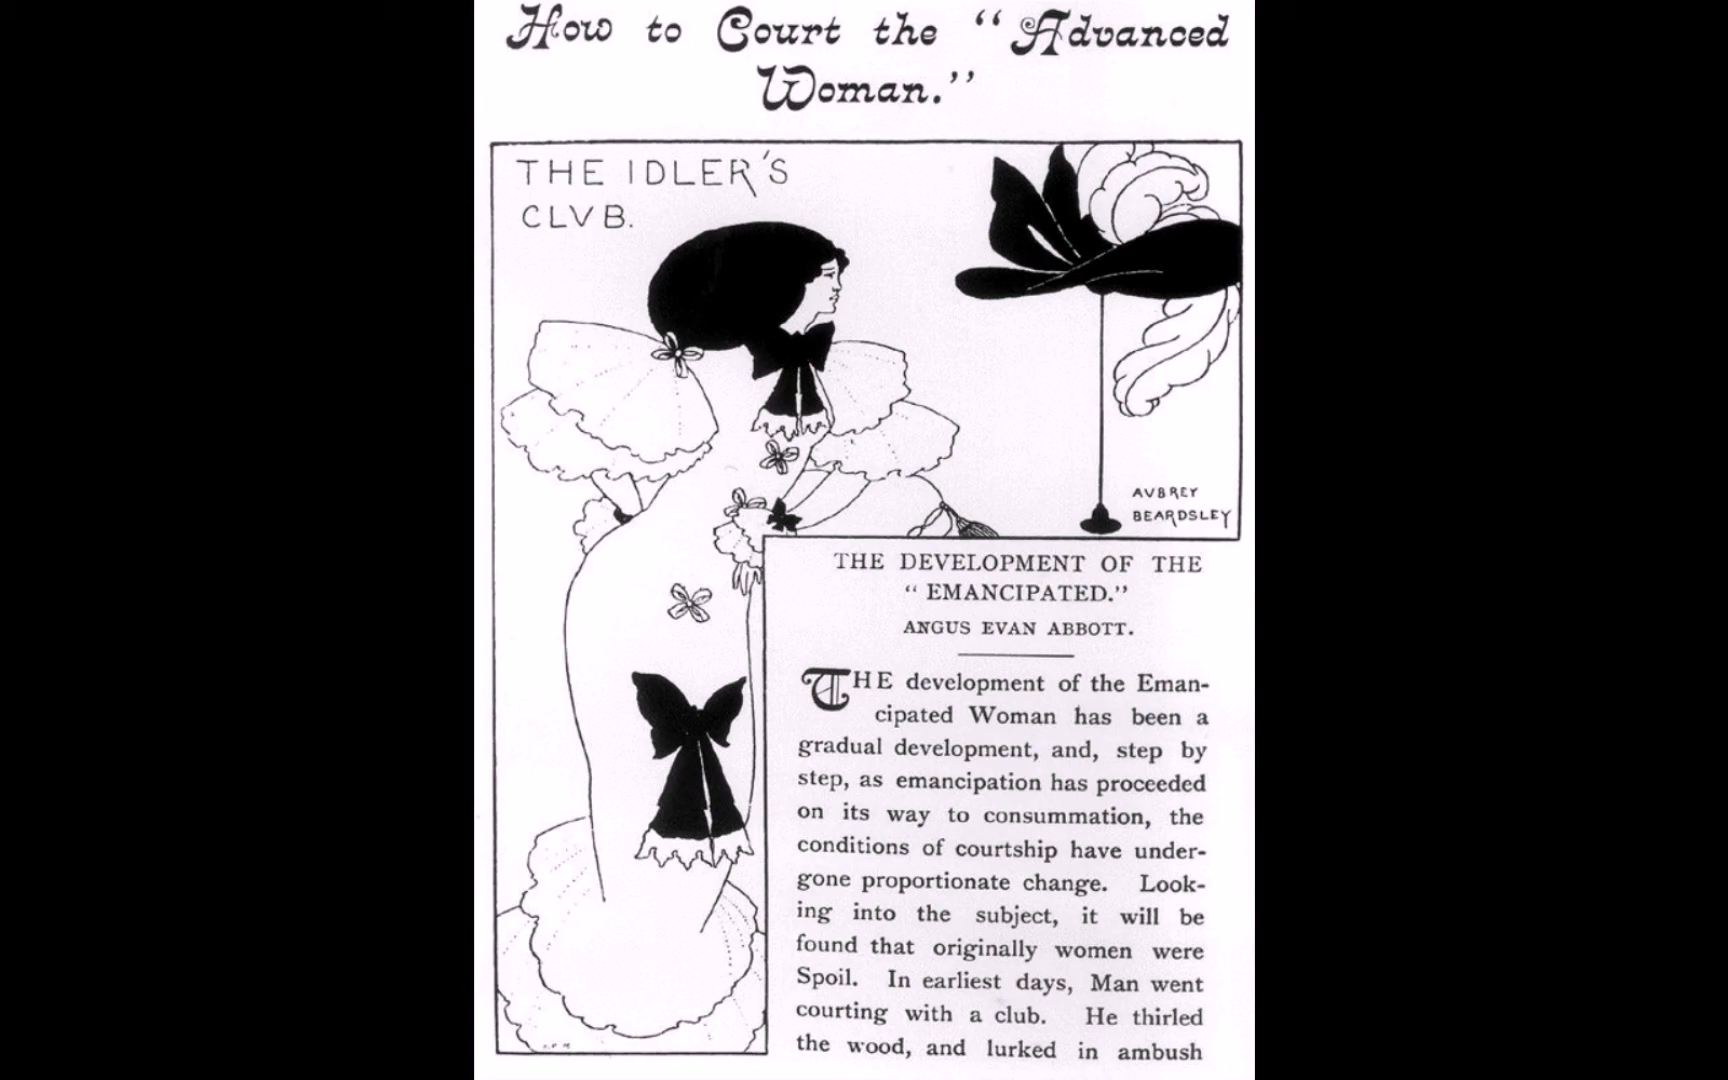 How to Court the “Advanced
Woman.”
THE IDLER'S
CLVB.
AVBREY
BEARDSLEY
THE DEVELOPMENT OF THE
“ EMANCIPATED.”
ANGUS EVAN ABBOTT.
THE development of the Eman-
cipated Woman has been a
gradual development, and, step by
step, as emancipation has proceeded
on its way to consummation, the
conditions of courtship have under-
gone proportionate change. Look-
ing into the subject, it will be
found that originally women were
Spoil. In earliest days, Man went
courting with a club. He thirled
the wood, and lurked in ambush